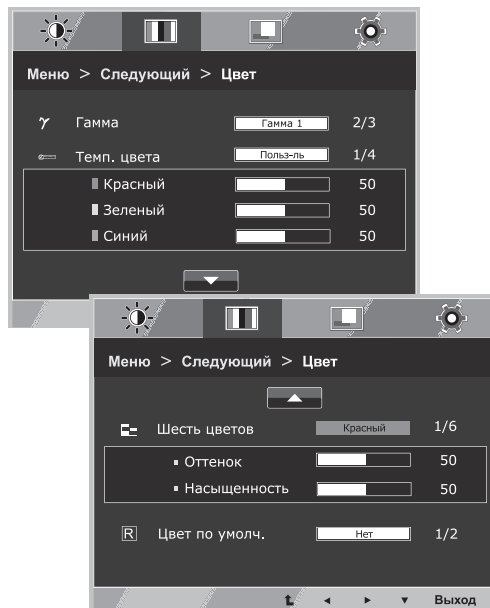 Меню > Следующий > Цвет
γ Гамма Гамма 1 2/3
Темп. цвета Польз-ль 1/4
Красный 50
Зеленый 50
Синий 50
Меню > Следующий > Цвет
Шесть цветов Красный 1/6
Оттенок 50
Насыщенность 50
R Цвет по умолч. Нет 1/2
Выход